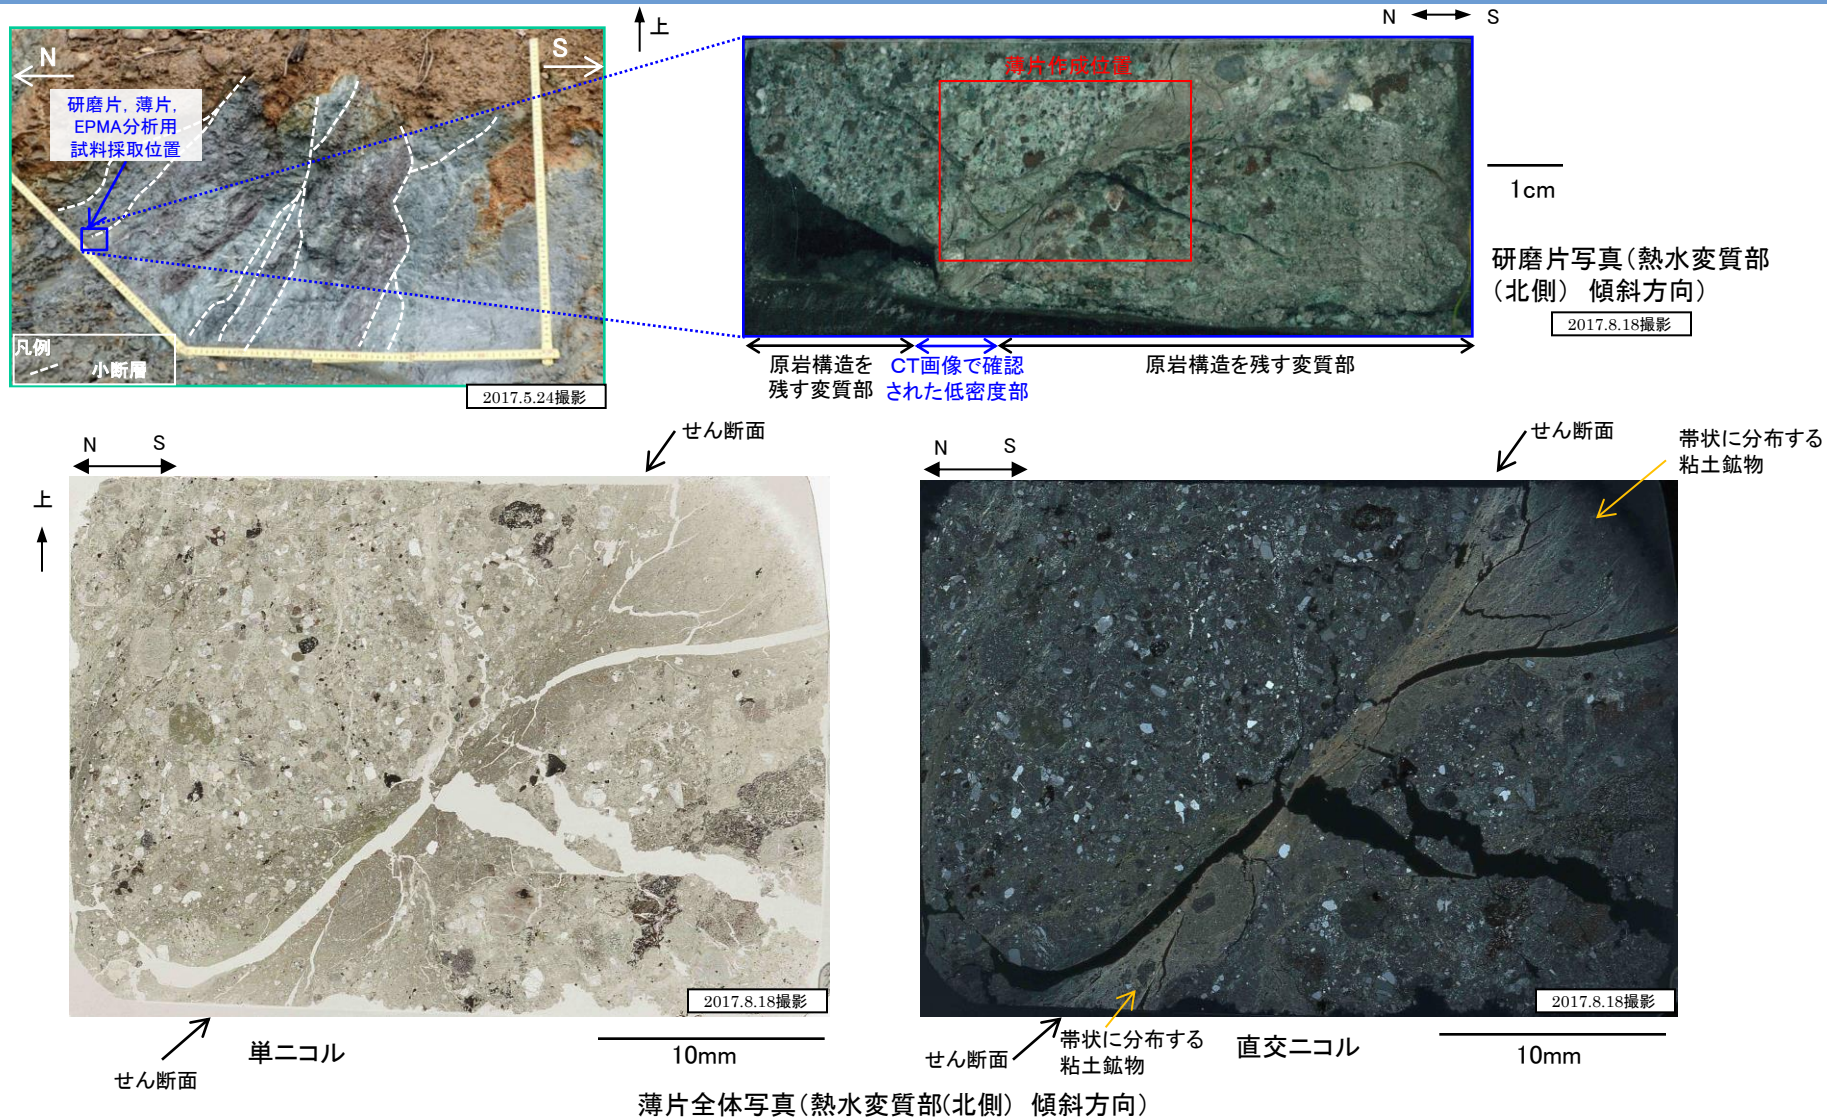 N
S
研磨片，薄片，
EPMA分析用
試料採取位置
凡例
小断層
2017.5.24撮影
上
N
S
薄片作成位置
1cm
研磨片写真（熱水変質部
（北側） 傾斜方向）
2017.8.18撮影
原岩構造を
残す変質部
CT画像で確認
された低密度部
原岩構造を残す変質部
せん断面
N
S
上
2017.8.18撮影
せん断面
単ニコル
10mm
せん断面
帯状に分布する
粘土鉱物
N
S
2017.8.18撮影
せん断面
帯状に分布する
粘土鉱物
直交ニコル
10mm
薄片全体写真（熱水変質部（北側） 傾斜方向）